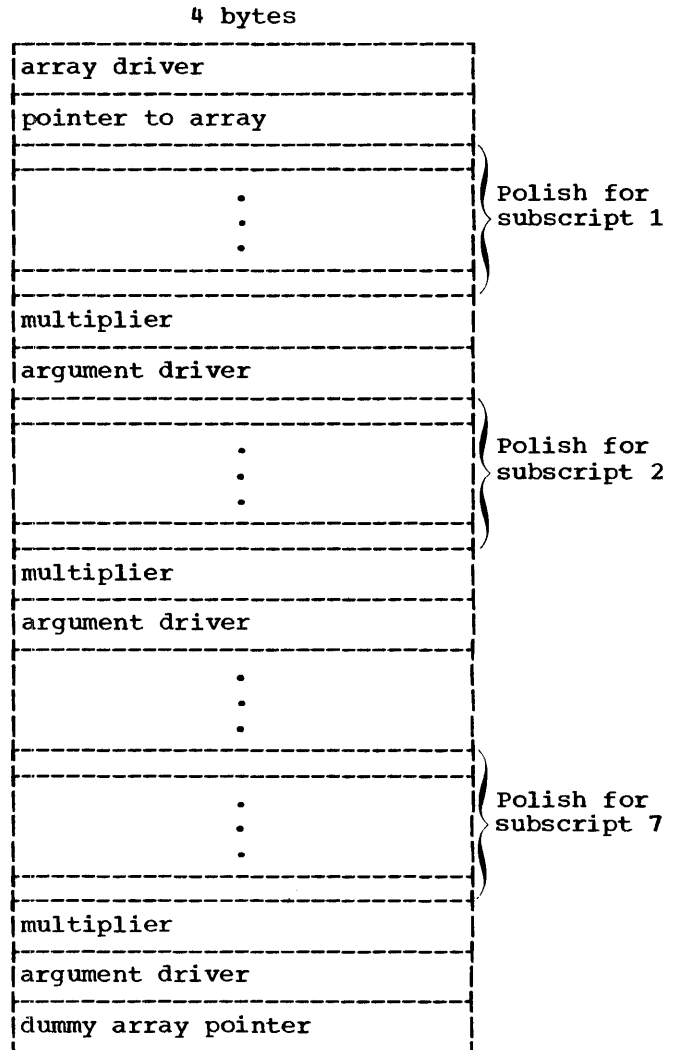 4 bytes
array driver
pointer to array
Polish for
subscript 1
multiplier
argument driver
Polish for
subscript 2
multiplier
argument driver
Polish for
subscript 7
multiplier
argument driver
dummy array pointer